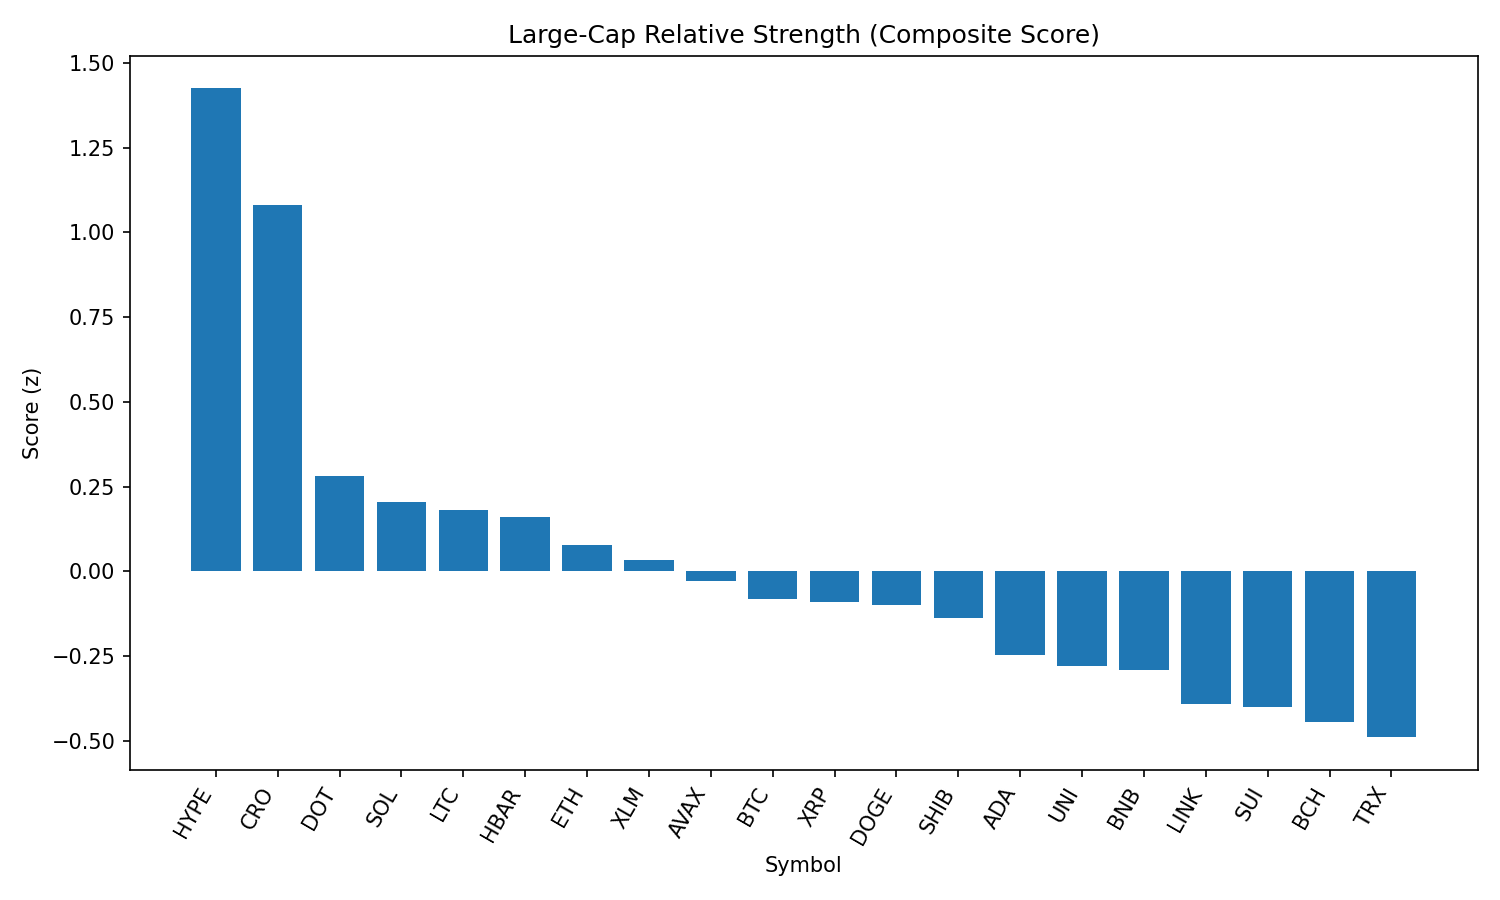 Large-Cap Relative Strength (Composite Score)
1.50
1.25
1.00
0.75
0.50
0.25
0.00
−0.25
−0.50
Score (z)
HYPE
CRO
DOT
SOL
LTC
HBAR
ETH
XLM
AVAX
BTC
XRP
DOGE
SHIB
ADA
UNI
BNB
LINK
SUI
BCH
TRX
Symbol